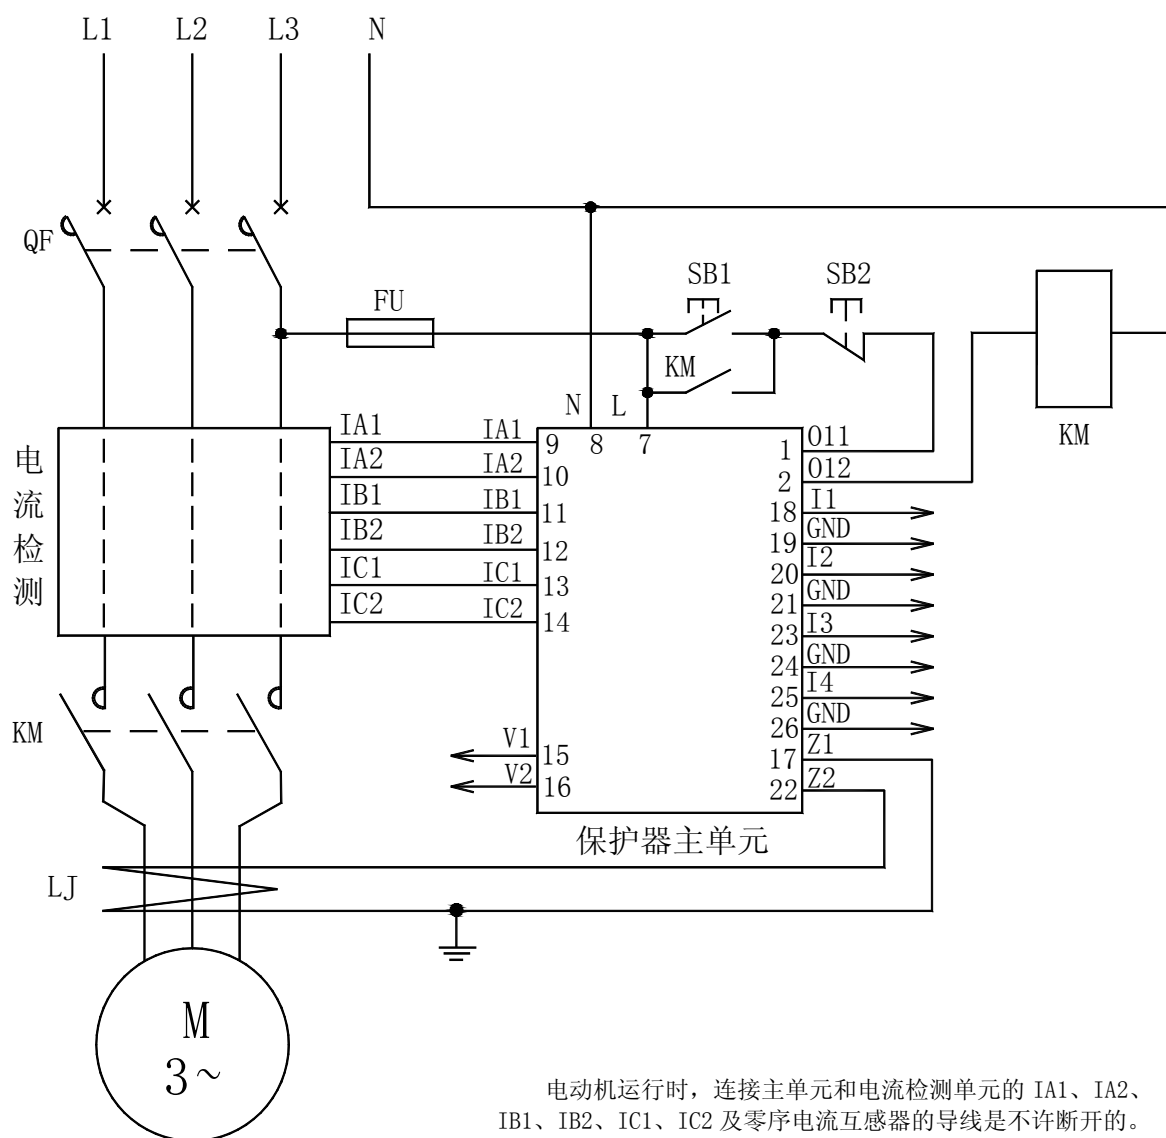 L1 L2 L3 N
QF
SB1 SB2
FU
KM
N L
KM
IA1 IA1 9 8 7 1 O11
IA2 IA2 10 2 O12
IB1 IB1 11 18 I1
IB2 IB2 12 19 GND
IC1 IC1 13 20 I2
IC2 IC2 14 21 GND
23 I3
24 GND
25 I4
26 GND
电流检测
KM
V1 15 17 Z1
V2 16 22 Z2
保护器主单元
LJ
M
3~
电动机运行时，连接主单元和电流检测单元的 IA1、IA2、
IB1、IB2、IC1、IC2 及零序电流互感器的导线是不许断开的。